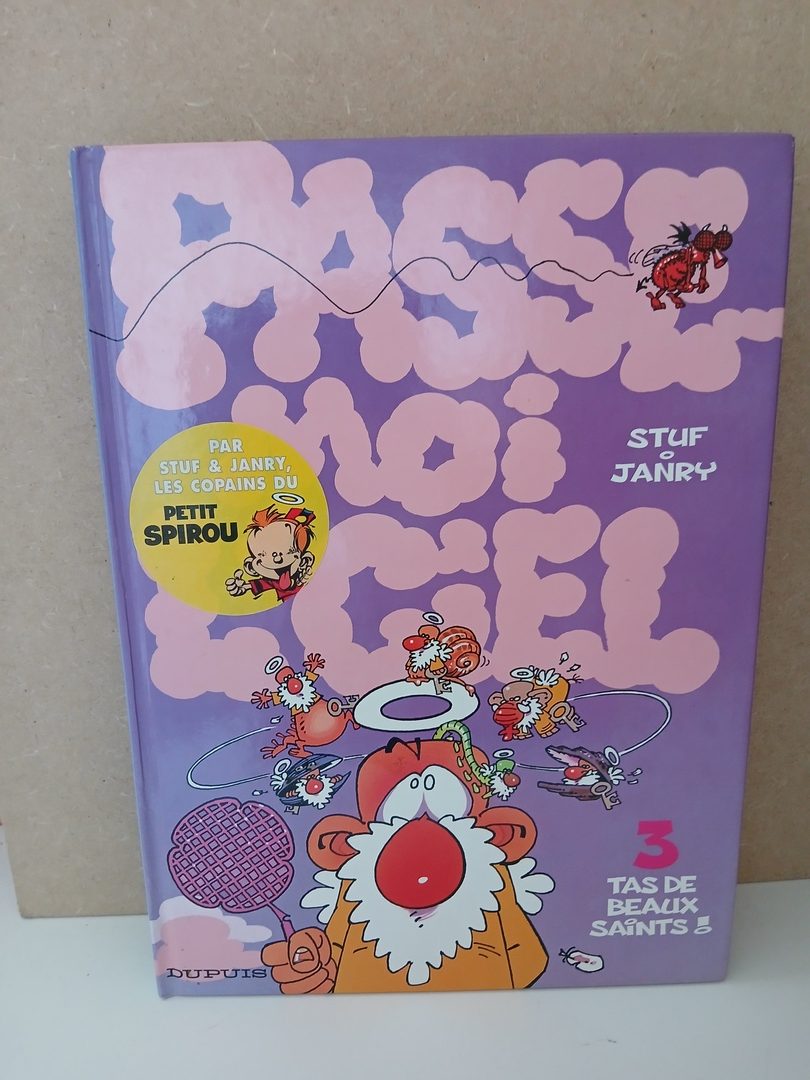 PASSE
MOI
L'CIEL
STUF
JANRY
PAR
STUF & JANRY,
LES COPAINS DU
PETIT
SPIROU
3
TAS DE
BEAUX
SAINTS !
DUPUIS